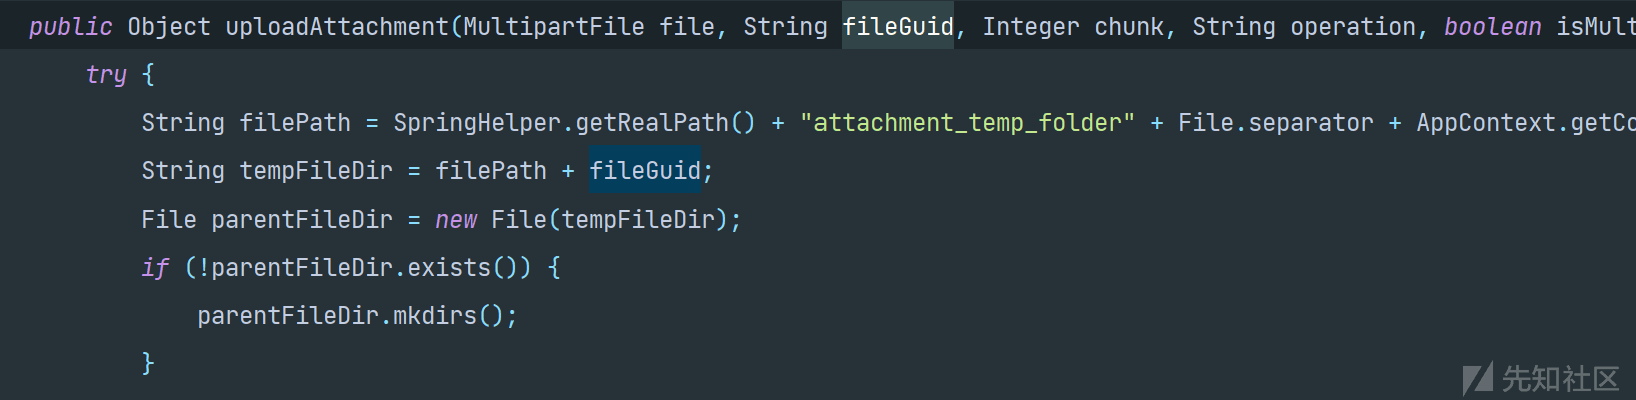 public Object uploadAttachment(MultipartFile file, String fileGuid, Integer chunk, String operation, boolean isMult
try {
String filePath = SpringHelper.getRealPath() + "attachment_temp_folder" + File.separator + AppContext.getCo
String tempFileDir = filePath + fileGuid;
File parentFileDir = new File(tempFileDir);
if (!parentFileDir.exists()) {
parentFileDir.mkdirs();
}
先知社区